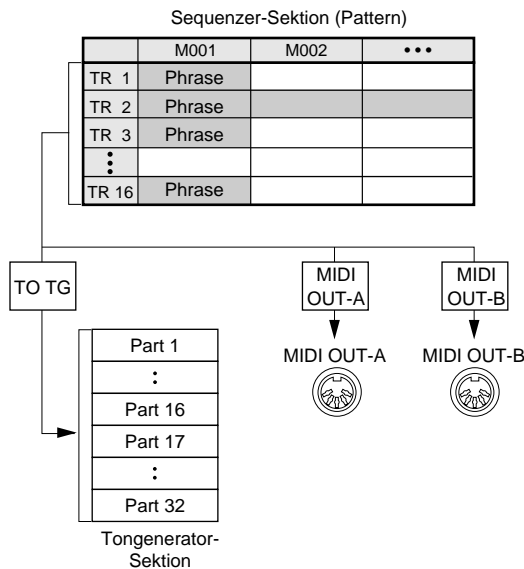 Sequenzer-Sektion (Pattern)
M001 M002 •••
TR 1 Phrase
TR 2 Phrase
TR 3 Phrase
⋮
TR 16 Phrase
TO TG
MIDI OUT-A
MIDI OUT-B
MIDI OUT-A MIDI OUT-B
Part 1
:
Part 16
Part 17
:
Part 32
Tongenerator-
Sektion